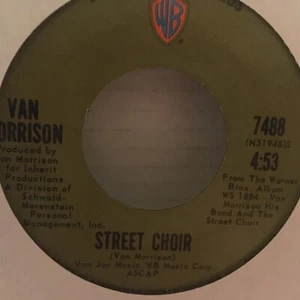 WB
VAN
MORRISON
Produced by
Van Morrison
for Inherit
Productions
A Division
of
Schwaid-
Merenstein
Personal
Management, Inc.
7488
(NS1948)S
4:53
From The Warner
Bros. Album
WS 1884 - Van
Morrison His
Band And The
Street Choir
STREET CHOIR
(Van Morrison)
Van Jan Music, WB Music Corp.
ASCAP